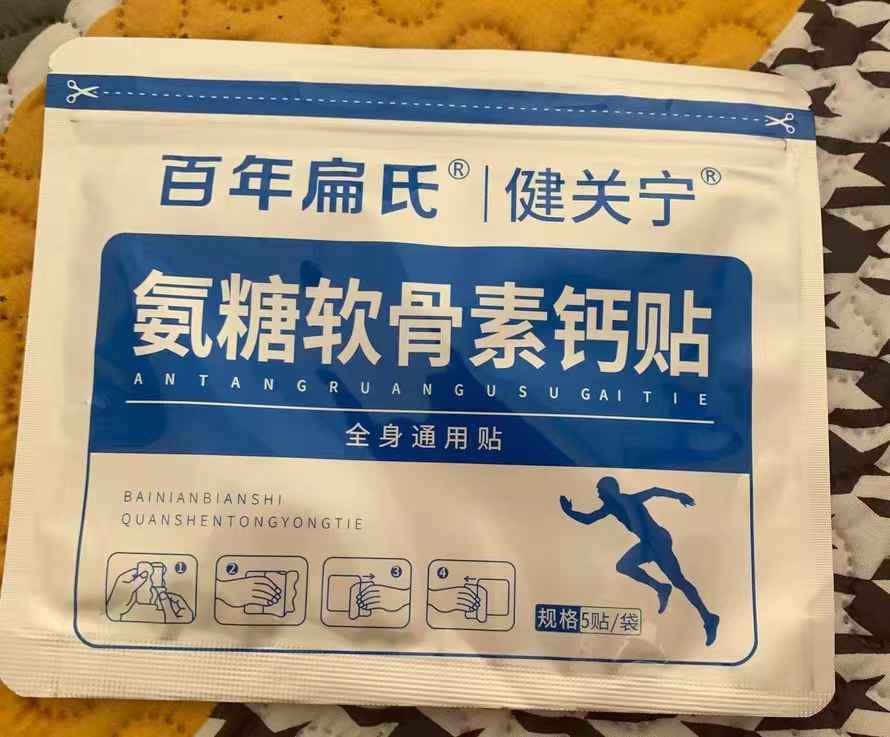 百年扁氏® | 健关宁®
氨糖软骨素钙贴
ANTANGRUANGUSUGAITIE
全身通用贴
BAINIANBIANSHI
QUANSHENTONGYONGTIE
1 2 3 4
规格5贴/袋